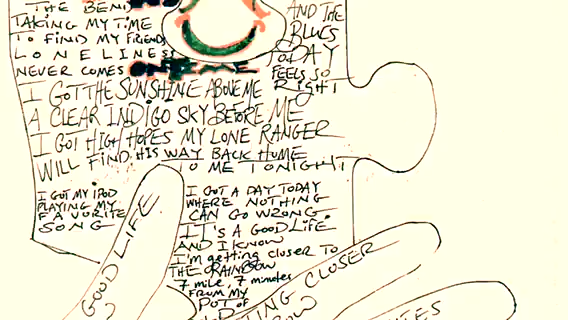 THE BEND
TAKING MY TIME
TO FIND MY FRIENDS
LONELINESS
NEVER COMES
AND THE
BLUES
TODAY
FEELS SO
RIGHT
I GOT THE SUNSHINE ABOVE ME
A CLEAR INDIGO SKY BEFORE ME
I GOT HIGH HOPES MY LONE RANGER
WILL FIND HIS WAY BACK HOME
TO ME TONIGHT
I GOT MY IPOD
PLAYING MY
FAVORITE
SONG
I GOT A DAY TODAY
WHERE NOTHING
CAN GO WRONG
IT'S A GOOD LIFE
AND I KNOW
I'm getting closer to
THE RAINBOW
7 mile, 7 minutes
FROM MY
POT of
GOOD LIFE
CLOSER